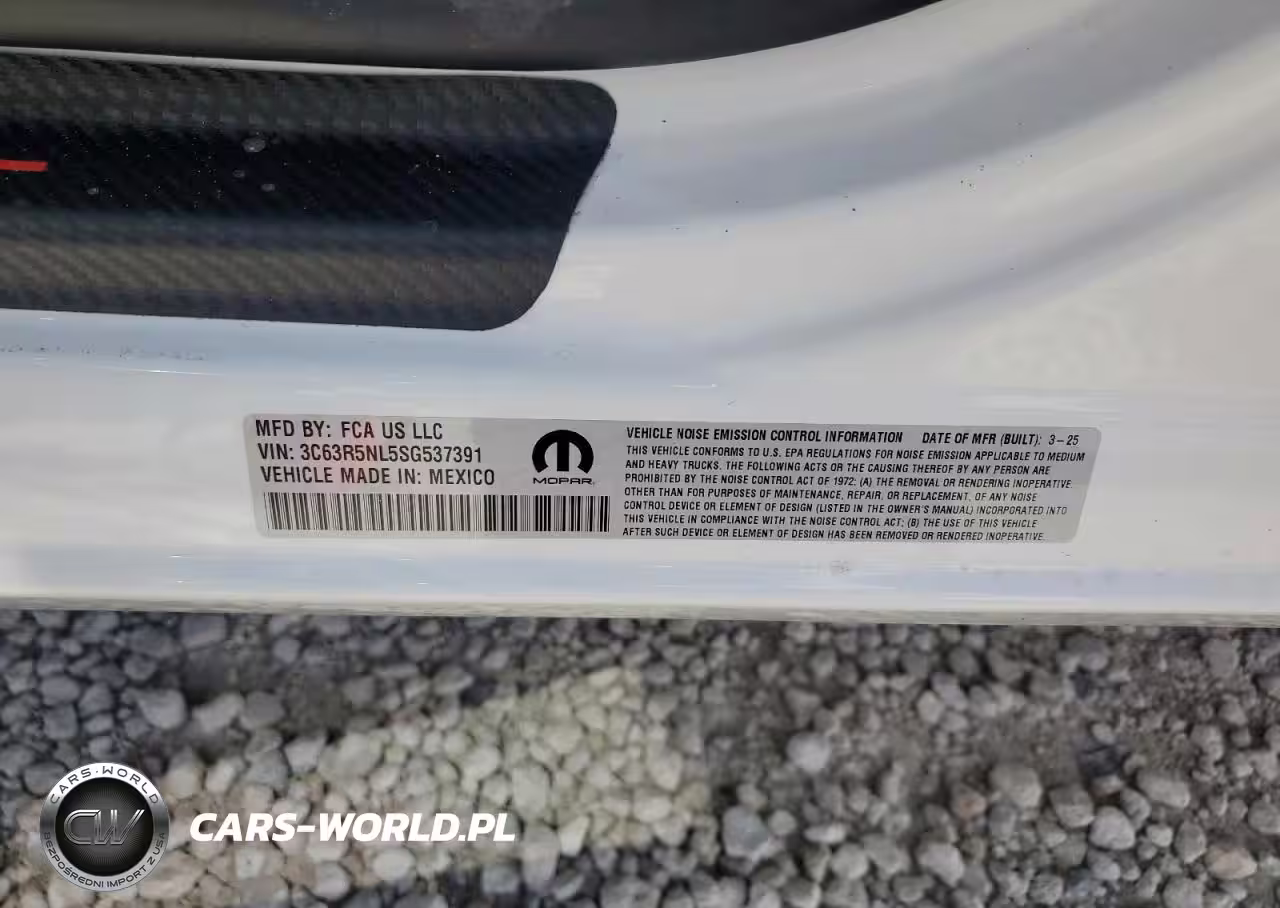 MFD BY: FCA US LLC
VIN: 3C63R5NL5SG537391
VEHICLE MADE IN: MEXICO
MOPAR
VEHICLE NOISE EMISSION CONTROL INFORMATION DATE OF MFR (BUILT): 3-25
THIS VEHICLE CONFORMS TO U.S. EPA REGULATIONS FOR NOISE EMISSION APPLICABLE TO MEDIUM
AND HEAVY TRUCKS. THE FOLLOWING ACTS OR THE CAUSING THEREOF BY ANY PERSON ARE
PROHIBITED BY THE NOISE CONTROL ACT OF 1972: (A) THE REMOVAL OR RENDERING INOPERATIVE
OTHER THAN FOR PURPOSES OF MAINTENANCE, REPAIR, OR REPLACEMENT, OF ANY NOISE
CONTROL DEVICE OR ELEMENT OF DESIGN (LISTED IN THE OWNER'S MANUAL) INCORPORATED INTO
THIS VEHICLE IN COMPLIANCE WITH THE NOISE CONTROL ACT; (B) THE USE OF THIS VEHICLE
AFTER SUCH DEVICE OR ELEMENT OF DESIGN HAS BEEN REMOVED OR RENDERED INOPERATIVE.
CARS-WORLD
CW
BEZPOŚREDNI IMPORT Z USA
CARS-WORLD.PL